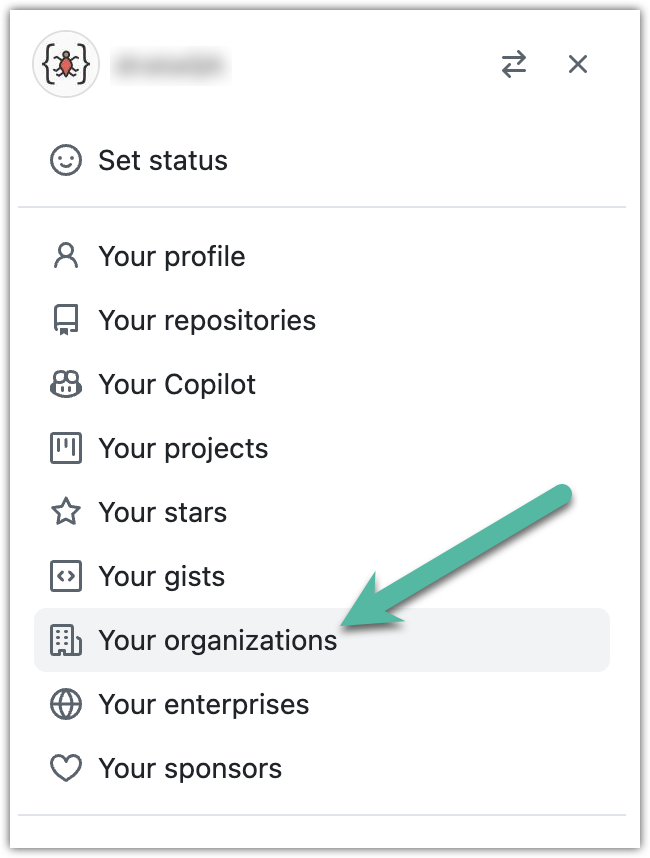 Set status
Your profile
Your repositories
Your Copilot
Your projects
Your stars
Your gists
Your organizations
Your enterprises
Your sponsors